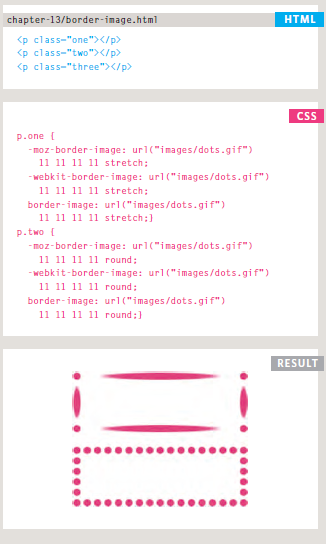 chapter-13/border-image.html
HTML
<p class="one"></p>
<p class="two"></p>
<p class="three"></p>
CSS
p.one {
-moz-border-image: url("images/dots.gif")
11 11 11 11 stretch;
-webkit-border-image: url("images/dots.gif")
11 11 11 11 stretch;
border-image: url("images/dots.gif")
11 11 11 11 stretch;}
p.two {
-moz-border-image: url("images/dots.gif")
11 11 11 11 round;
-webkit-border-image: url("images/dots.gif")
11 11 11 11 round;
border-image: url("images/dots.gif")
11 11 11 11 round;}
RESULT